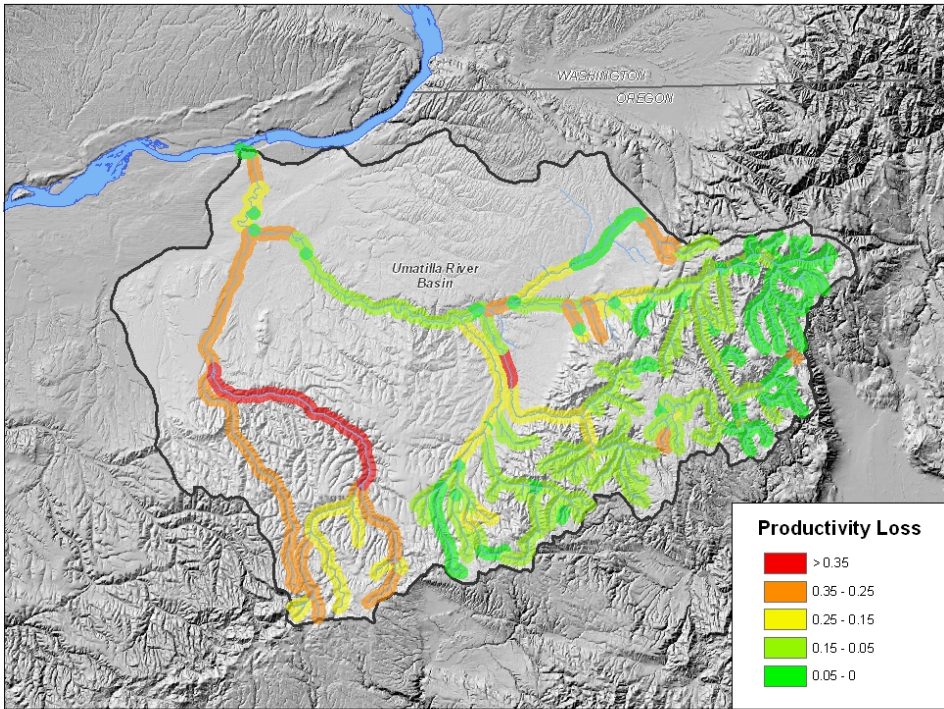 WASHINGTON
OREGON
Umatilla River
Basin
Productivity Loss
> 0.35
0.35 - 0.25
0.25 - 0.15
0.15 - 0.05
0.05 - 0